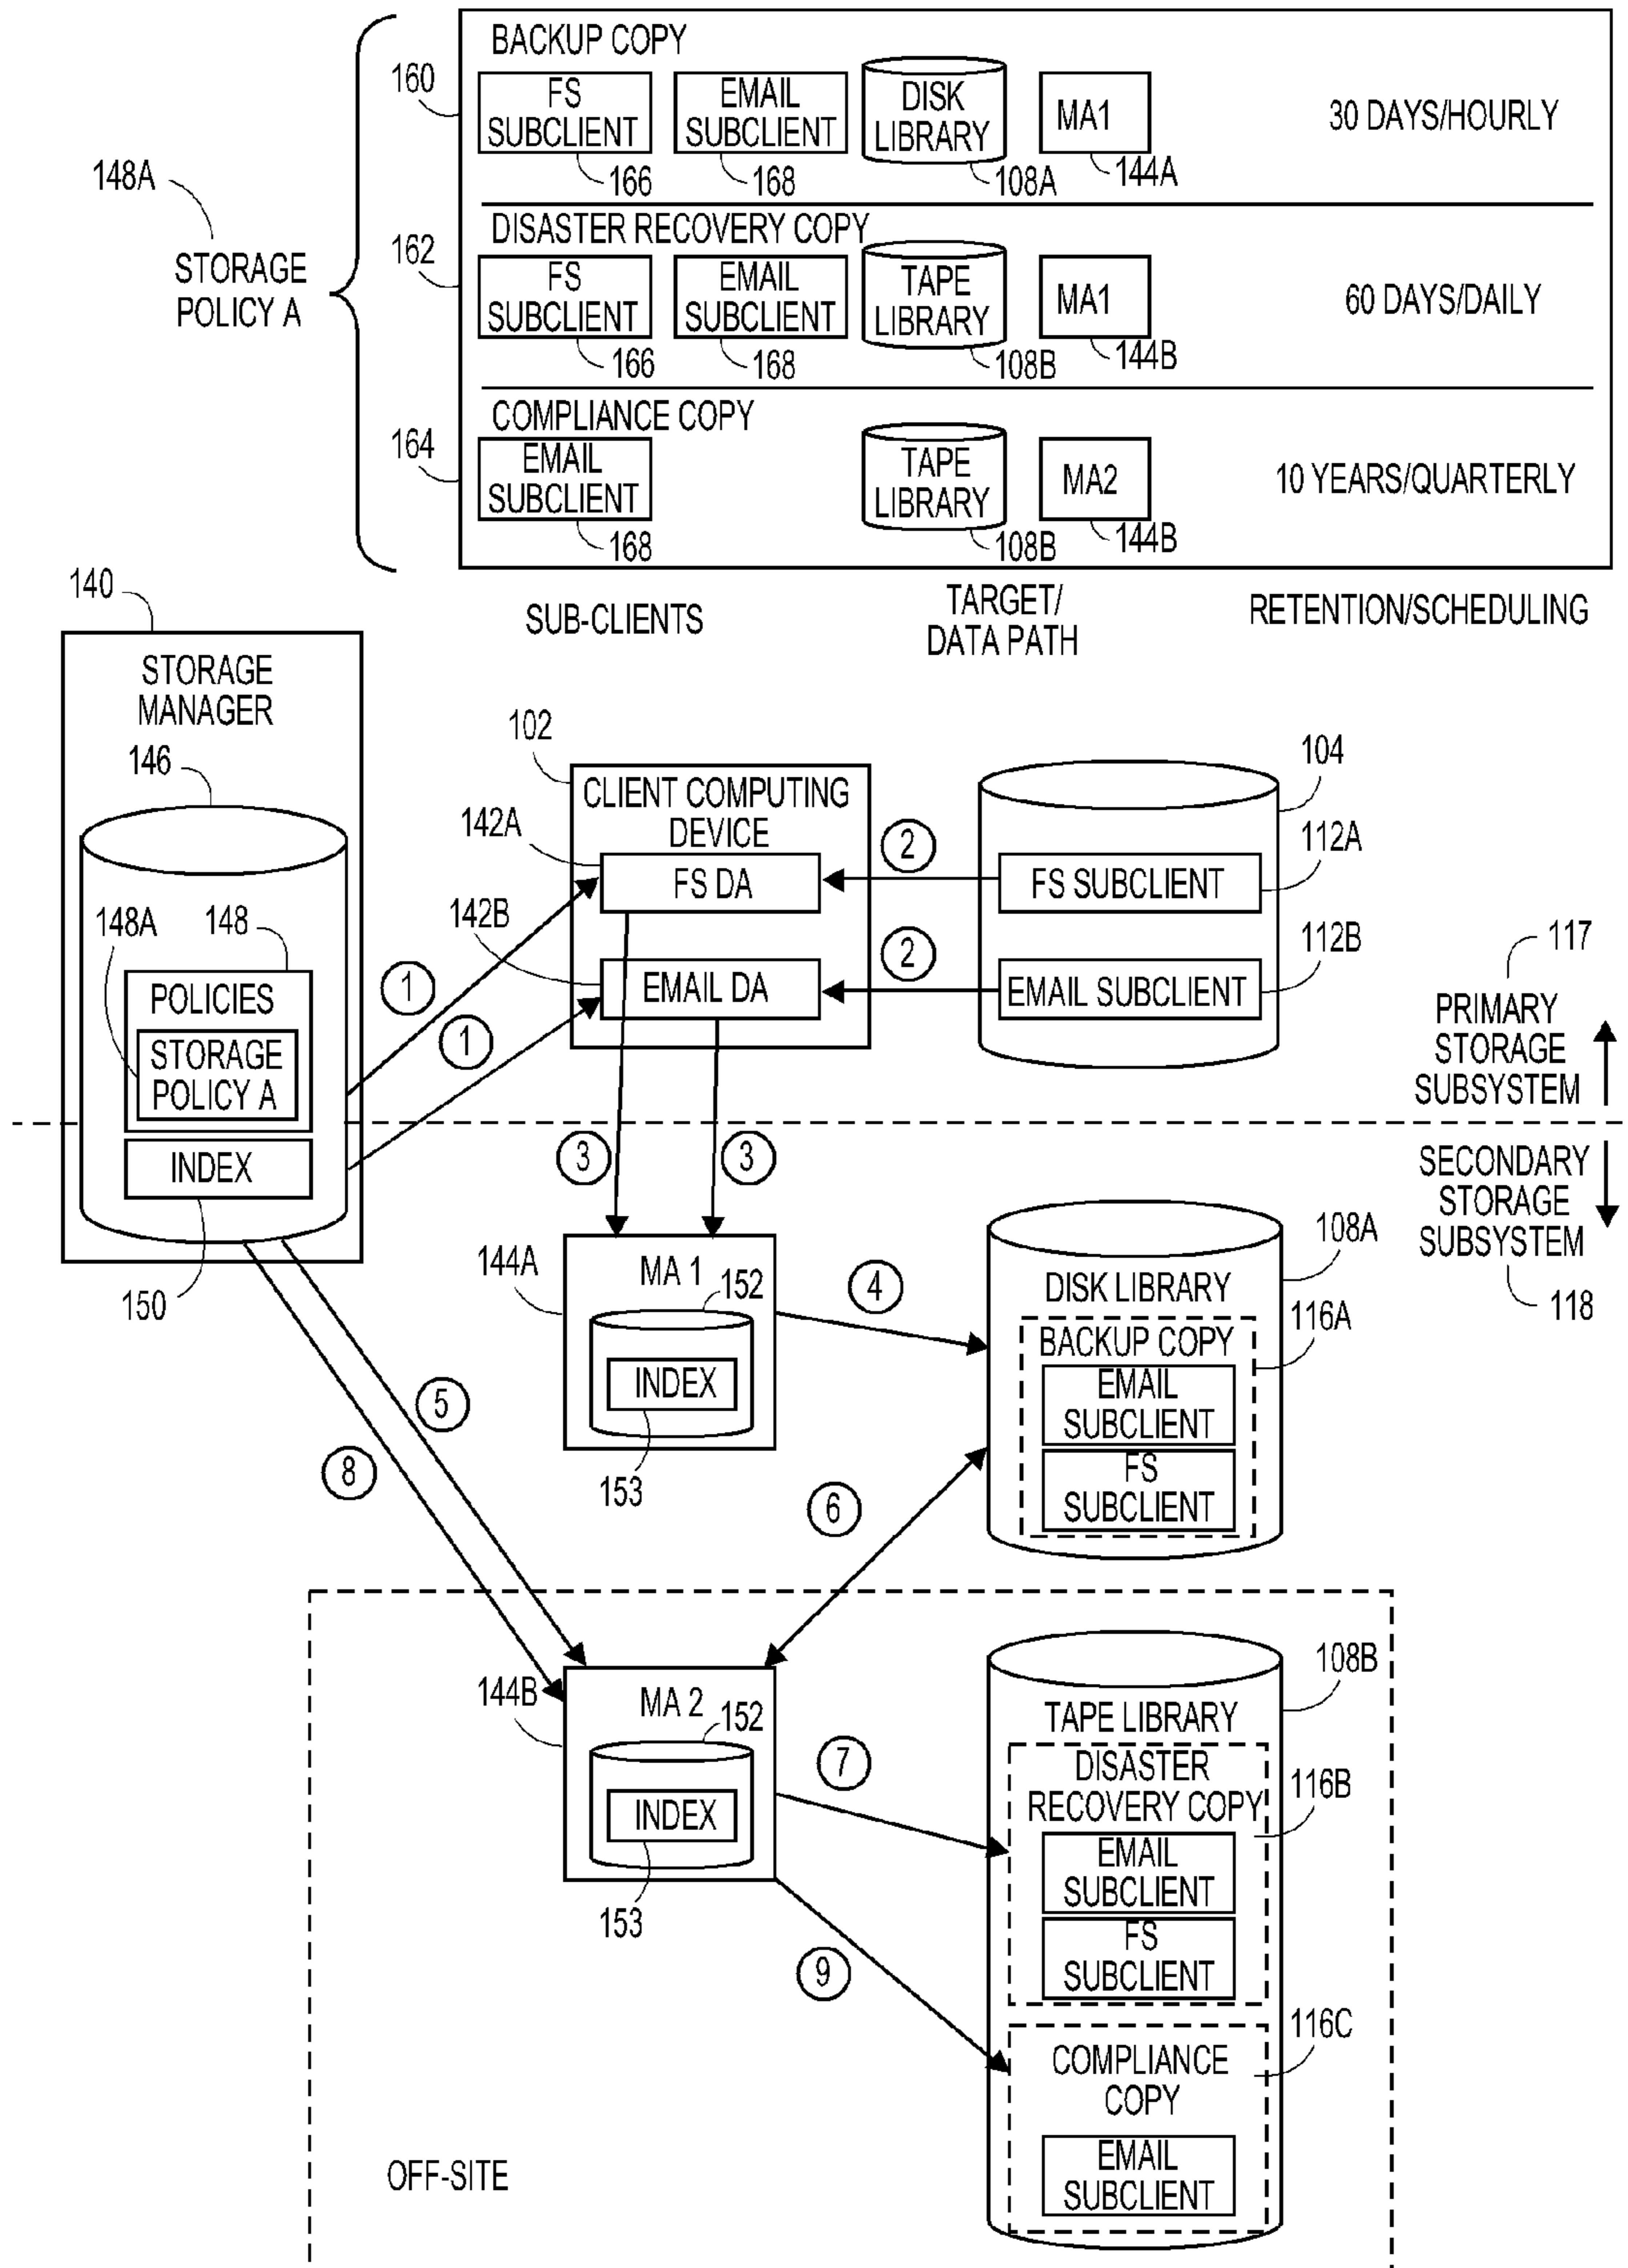 BACKUP COPY
160
FS
SUBCLIENT
166
EMAIL
SUBCLIENT
168
DISK
LIBRARY
108A
MA1
144A
30 DAYS/HOURLY
148A
STORAGE
POLICY A
DISASTER RECOVERY COPY
162
FS
SUBCLIENT
166
EMAIL
SUBCLIENT
168
TAPE
LIBRARY
108B
MA1
144B
60 DAYS/DAILY
COMPLIANCE COPY
164
EMAIL
SUBCLIENT
168
TAPE
LIBRARY
108B
MA2
144B
10 YEARS/QUARTERLY
SUB-CLIENTS
TARGET/
DATA PATH
RETENTION/SCHEDULING
140
STORAGE
MANAGER
146
148A
148
POLICIES
STORAGE
POLICY A
INDEX
150
102
CLIENT COMPUTING
DEVICE
142A
FS DA
142B
EMAIL DA
1
1
2
2
104
FS SUBCLIENT
112A
EMAIL SUBCLIENT
112B
117
PRIMARY
STORAGE
SUBSYSTEM
SECONDARY
STORAGE
SUBSYSTEM
118
3
3
144A
MA 1
152
INDEX
153
4
108A
DISK LIBRARY
116A
BACKUP COPY
EMAIL
SUBCLIENT
FS
SUBCLIENT
5
8
6
144B
MA 2
152
INDEX
153
7
9
108B
TAPE LIBRARY
DISASTER
RECOVERY COPY
116B
EMAIL
SUBCLIENT
FS
SUBCLIENT
116C
COMPLIANCE
COPY
EMAIL
SUBCLIENT
OFF-SITE